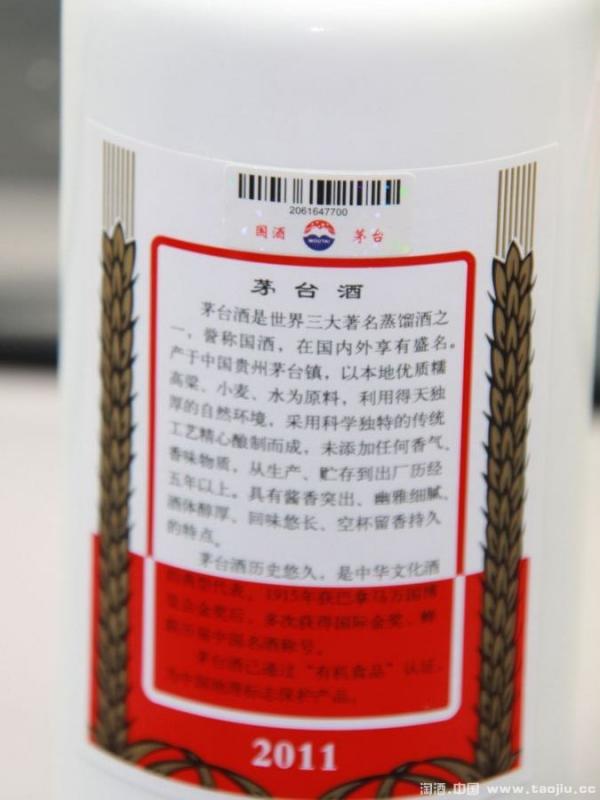 2061647700
国酒 MOUTAI 茅台
茅台酒
茅台酒是世界三大著名蒸馏酒之
一，誉称国酒，在国内外享有盛名。
产于中国贵州茅台镇，以本地优质糯
高粱、小麦、水为原料，利用得天独
厚的自然环境，采用科学独特的传统
工艺精心酿制而成，未添加任何香气、
香味物质，从生产、贮存到出厂历经
五年以上。具有酱香突出、幽雅细腻、
酒体醇厚、回味悠长、空杯留香持久
的特点。
茅台酒历史悠久，是中华文化酒
的典型代表，1915年获巴拿马万国博
览会金奖后，多次获得国际金奖，蝉
联历届中国名酒称号。
茅台酒已通过“有机食品”认证，
为中国地理标志保护产品。
2011
淘酒.中国 www.taojiu.cc